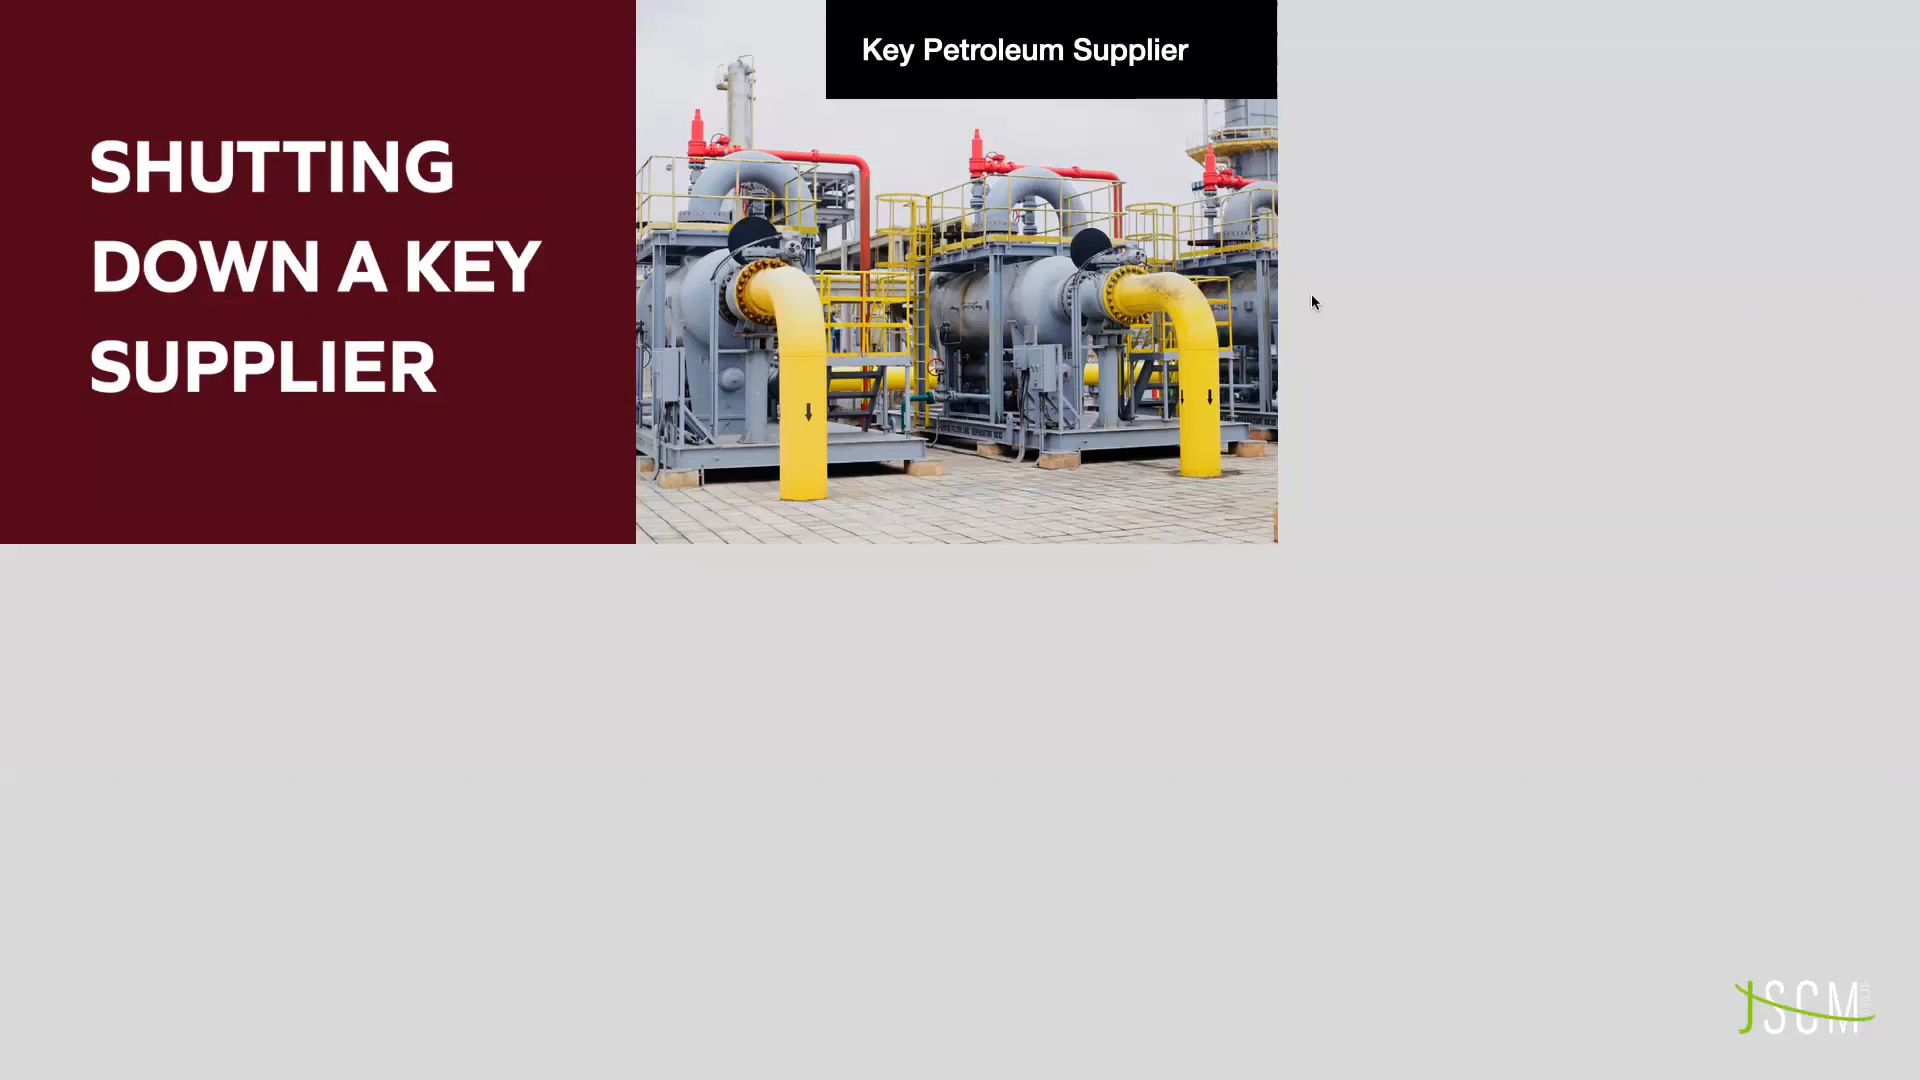 SHUTTING
DOWN A KEY
SUPPLIER
Key Petroleum Supplier
JSCM